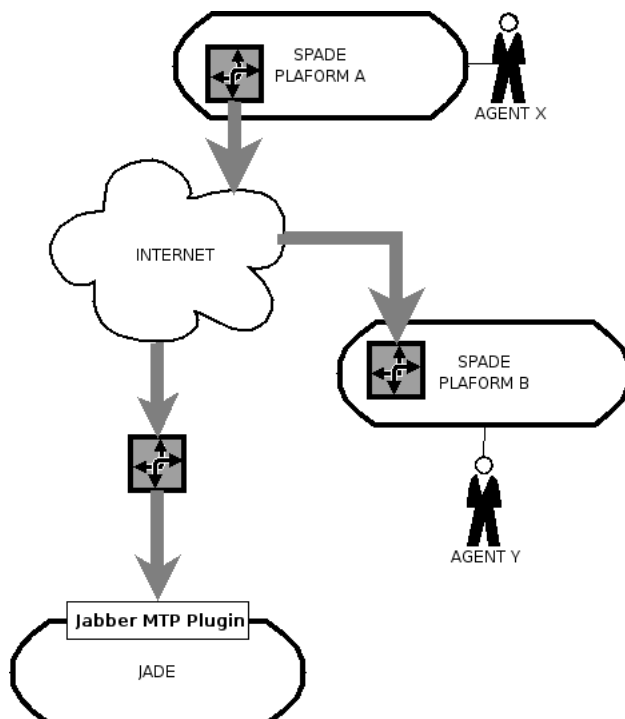 SPADE
PLAFORM A
AGENT X
INTERNET
SPADE
PLAFORM B
AGENT Y
Jabber MTP Plugin
JADE